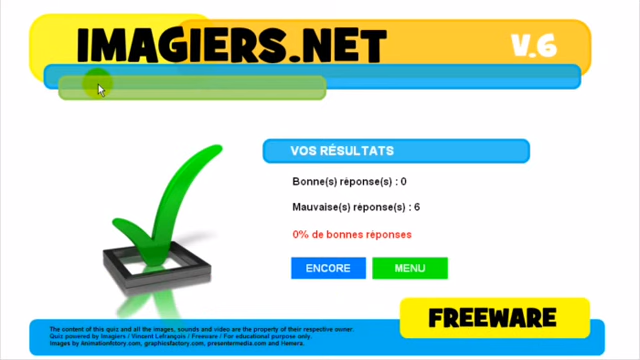 IMAGIERS.NET
V.6
VOS RÉSULTATS
Bonne(s) réponse(s) : 0
Mauvaise(s) réponse(s) : 6
0% de bonnes réponses
ENCORE
MENU
FREEWARE
The content of this quiz and all the images, sounds and video are the property of their respective owner.
Quiz powered by Imagiers / Vincent Lefrançois / Freeware / For educational purpose only.
Images by Animationfotory.com, graphicsfactory.com, presentermedia.com and Hemera.